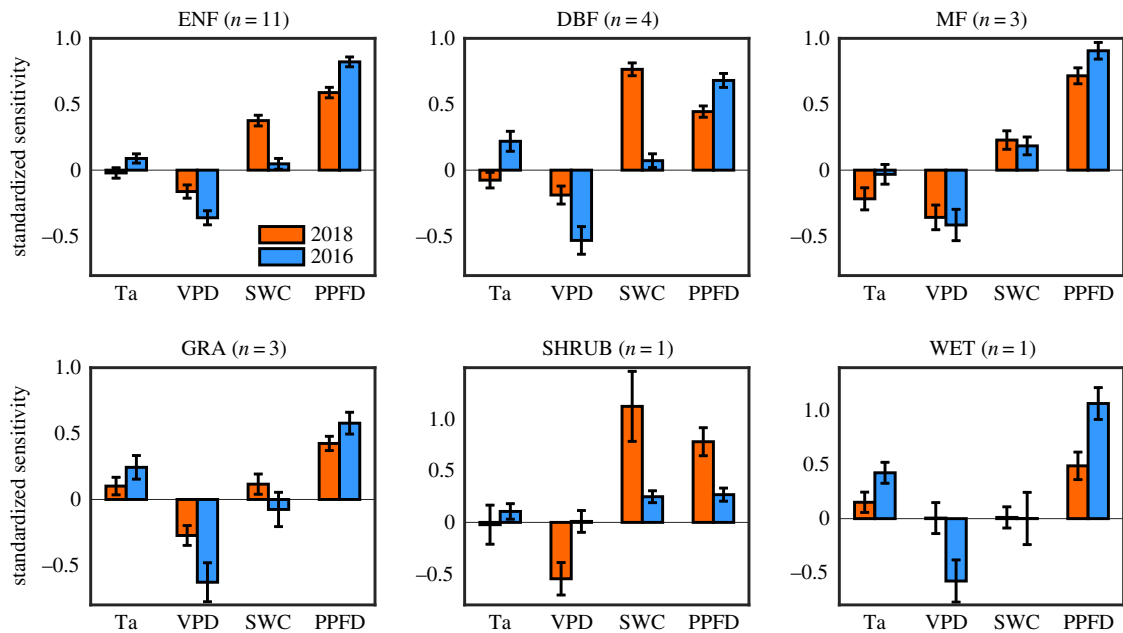 ENF (n = 11)
DBF (n = 4)
MF (n = 3)
standardized sensitivity
1.0
0.5
0
–0.5
2018
2016
Ta VPD SWC PPFD
1.0
0.5
0
–0.5
Ta VPD SWC PPFD
1.0
0.5
0
–0.5
Ta VPD SWC PPFD
GRA (n = 3)
SHRUB (n = 1)
WET (n = 1)
standardized sensitivity
1.0
0.5
0
–0.5
Ta VPD SWC PPFD
1.0
0.5
0
–0.5
Ta VPD SWC PPFD
1.0
0.5
0
–0.5
Ta VPD SWC PPFD